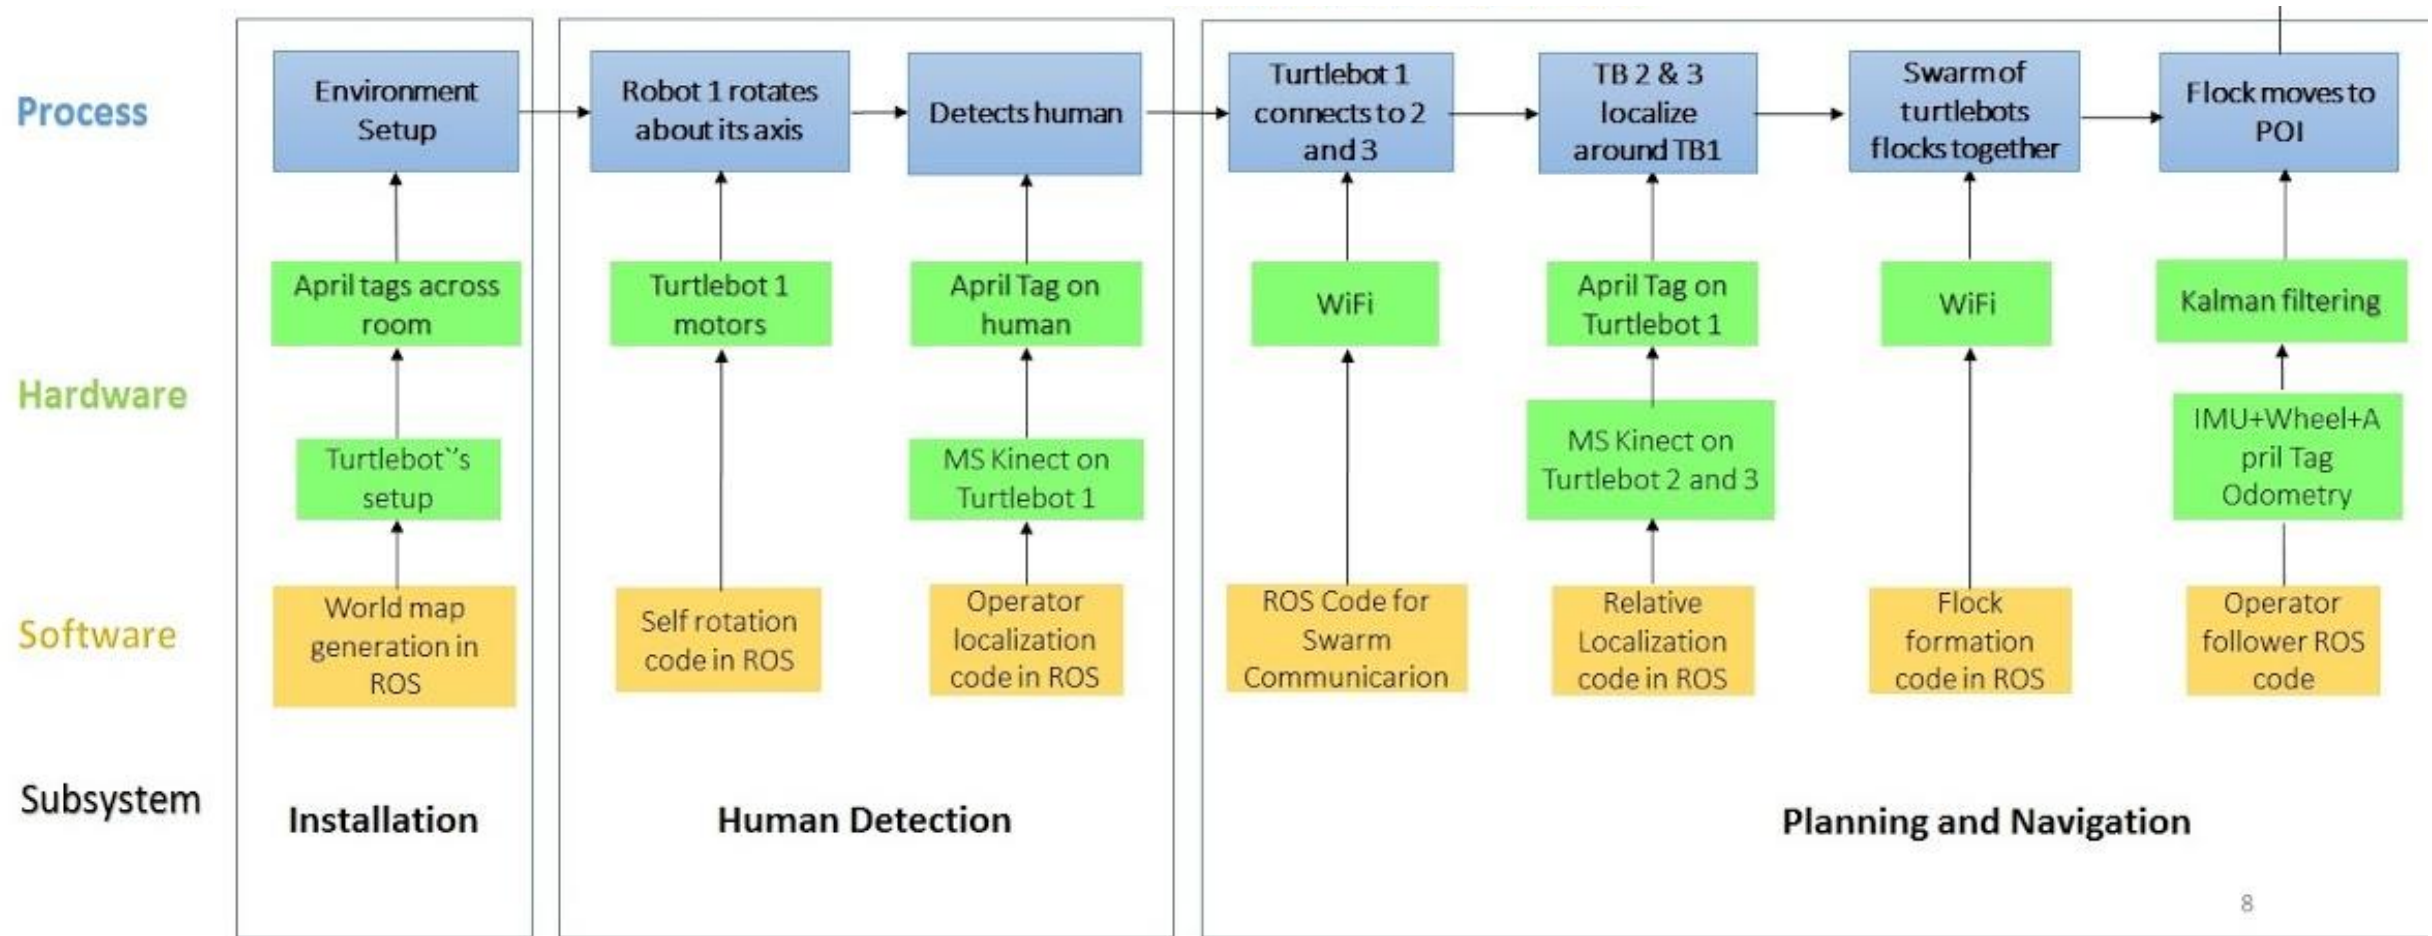 Process
Environment
Setup
Robot 1 rotates
about its axis
Detects human
Turtlebot 1
connects to 2
and 3
TB 2 & 3
localize
around TB1
Swarm of
turtlebots
flocks together
Flock moves to
POI
Hardware
April tags across
room
Turtlebot 1
motors
April Tag on
human
WiFi
April Tag on
Turtlebot 1
WiFi
Kalman filtering
Turtlebot`'s
setup
MS Kinect on
Turtlebot 1
MS Kinect on
Turtlebot 2 and 3
IMU+Wheel+A
pril Tag
Odometry
Software
World map
generation in
ROS
Self rotation
code in ROS
Operator
localization
code in ROS
ROS Code for
Swarm
Communicarion
Relative
Localization
code in ROS
Flock
formation
code in ROS
Operator
follower ROS
code
Subsystem
Installation
Human Detection
Planning and Navigation
8